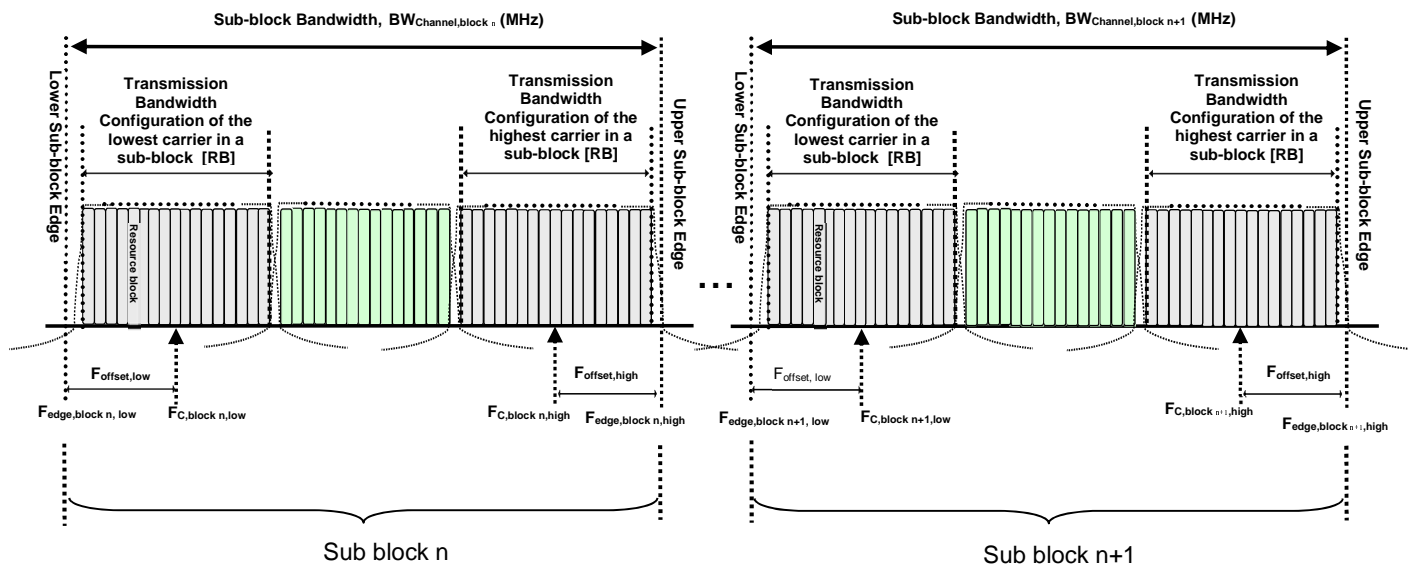 Sub-block Bandwidth, BWChannel,block n (MHz)
Sub-block Bandwidth, BWChannel,block n+1 (MHz)
Lower Sub-block Edge
Transmission
Bandwidth
Configuration of the
lowest carrier in a
sub-block [RB]
Transmission
Bandwidth
Configuration of the
highest carrier in a
sub-block [RB]
Upper Sub-block Edge
Lower Sub-block Edge
Transmission
Bandwidth
Configuration of the
lowest carrier in a
sub-block [RB]
Transmission
Bandwidth
Configuration of the
highest carrier in a
sub-block [RB]
Upper Sub-block Edge
Resource block
...
Resource block
Foffset,low
Foffset,high
Foffset, low
Foffset,high
Fedge,block n, low
FC,block n,low
FC,block n,high
Fedge,block n,high
Fedge,block n+1, low
FC,block n+1,low
FC,block n+1,high
Fedge,block n+1,high
Sub block n
Sub block n+1